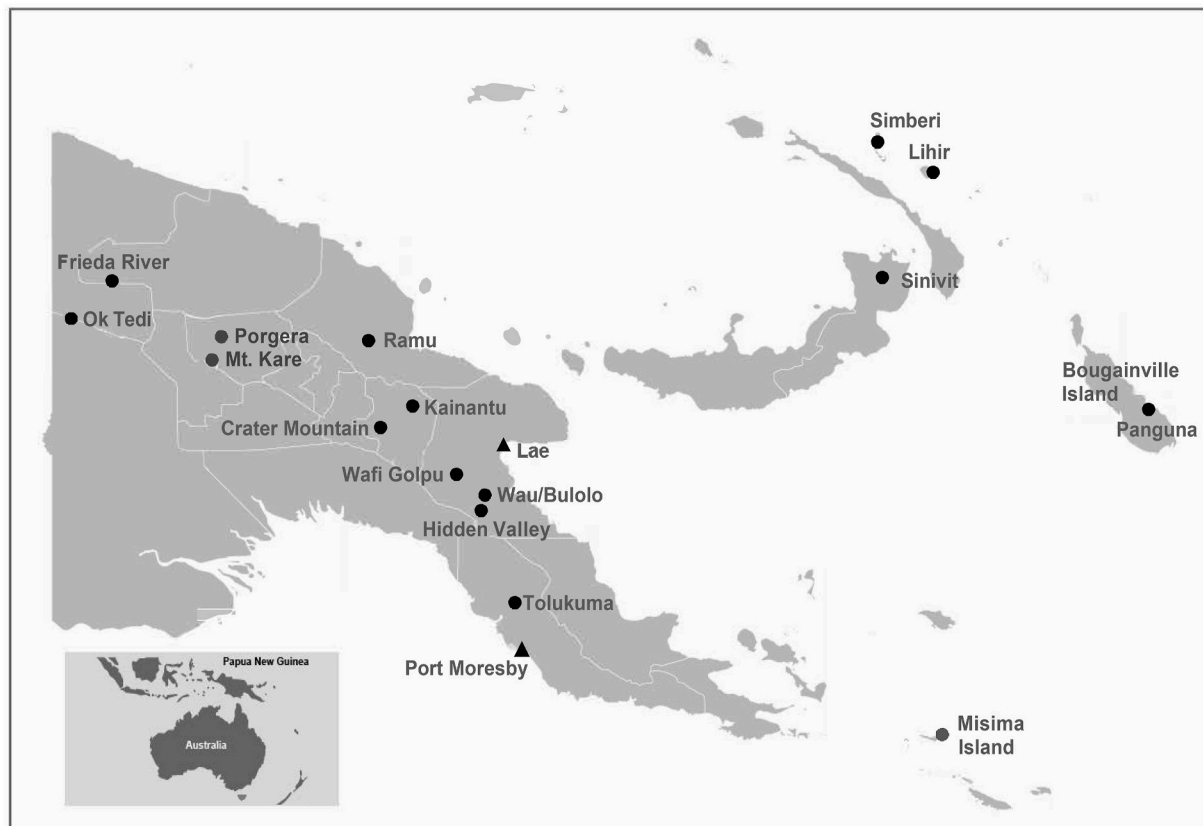 Simberi
Lihir
Frieda River
Sinivit
Ok Tedi
Porgera
Ramu
Mt. Kare
Bougainville
Island
Kainantu
Crater Mountain
Panguna
Lae
Wafi Golpu
Wau/Bulolo
Hidden Valley
Tolukuma
Port Moresby
Papua New Guinea
Misima
Island
Australia